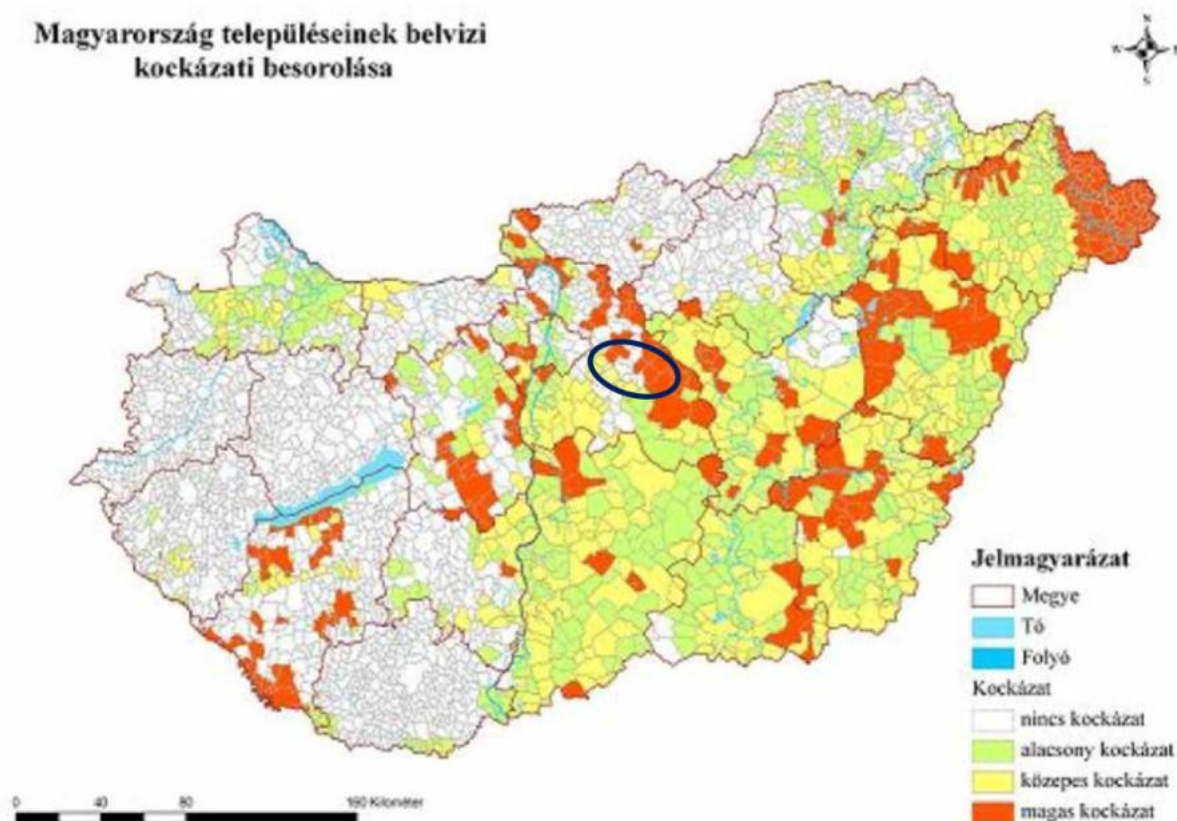 Magyarország településeinek belvizi
kockázati besorolása
N
W
S
Jelmagyarázat
Megye
Tó
Folyó
Kockázat
nincs kockázat
alacsony kockázat
közepes kockázat
magas kockázat
0 40 80 160 Kilométer